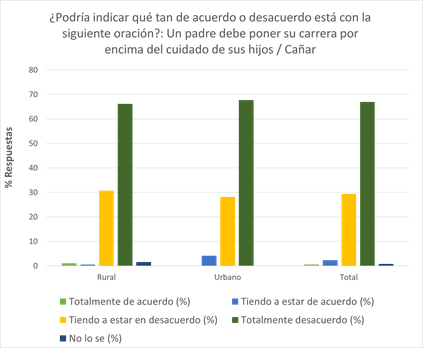 ¿Podría indicar qué tan de acuerdo o desacuerdo está con la
siguiente oración?: Un padre debe poner su carrera por
encima del cuidado de sus hijos / Cañar
80
70
60
50
40
30
20
10
0
% Respuestas
Rural Urbano Total
Totalmente de acuerdo (%) Tiendo a estar de acuerdo (%)
Tiendo a estar en desacuerdo (%) Totalmente desacuerdo (%)
No lo se (%)